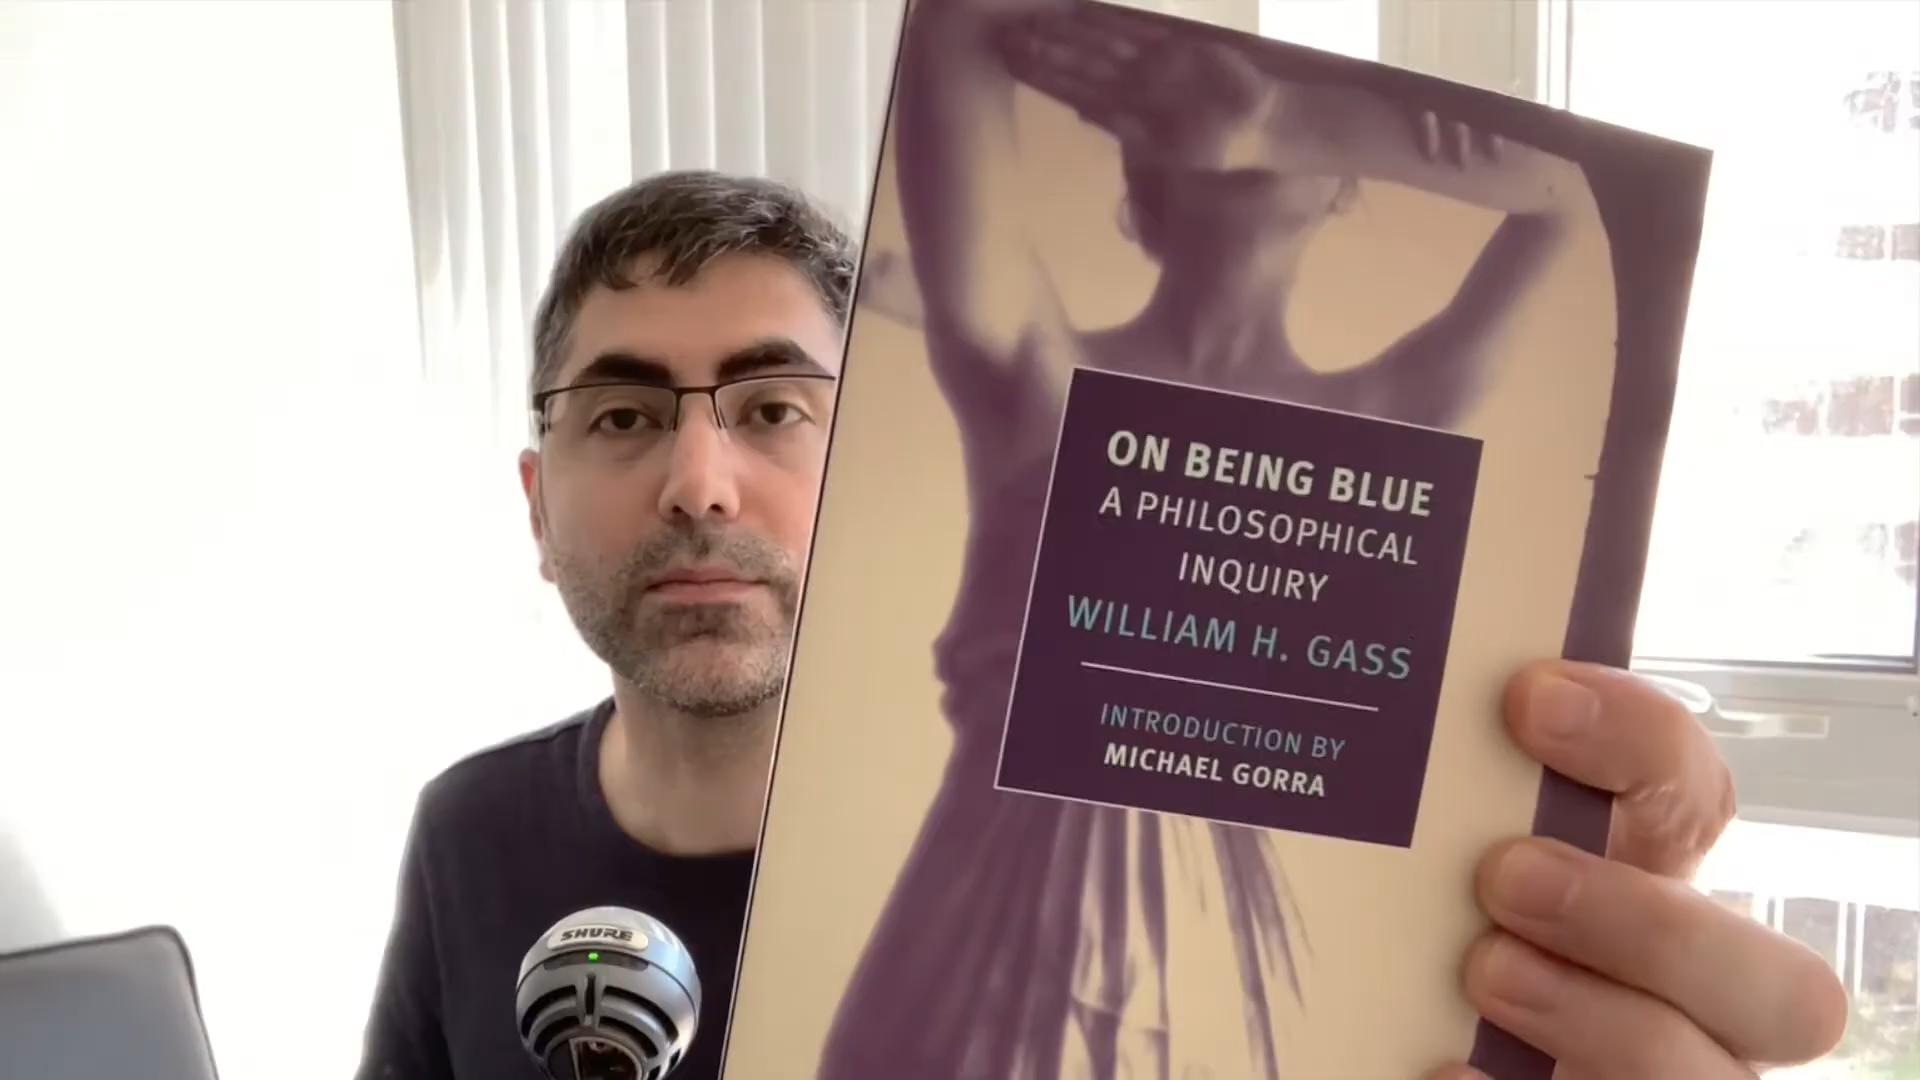 ON BEING BLUE
A PHILOSOPHICAL
INQUIRY
WILLIAM H. GASS
INTRODUCTION BY
MICHAEL GORRA
SHURE